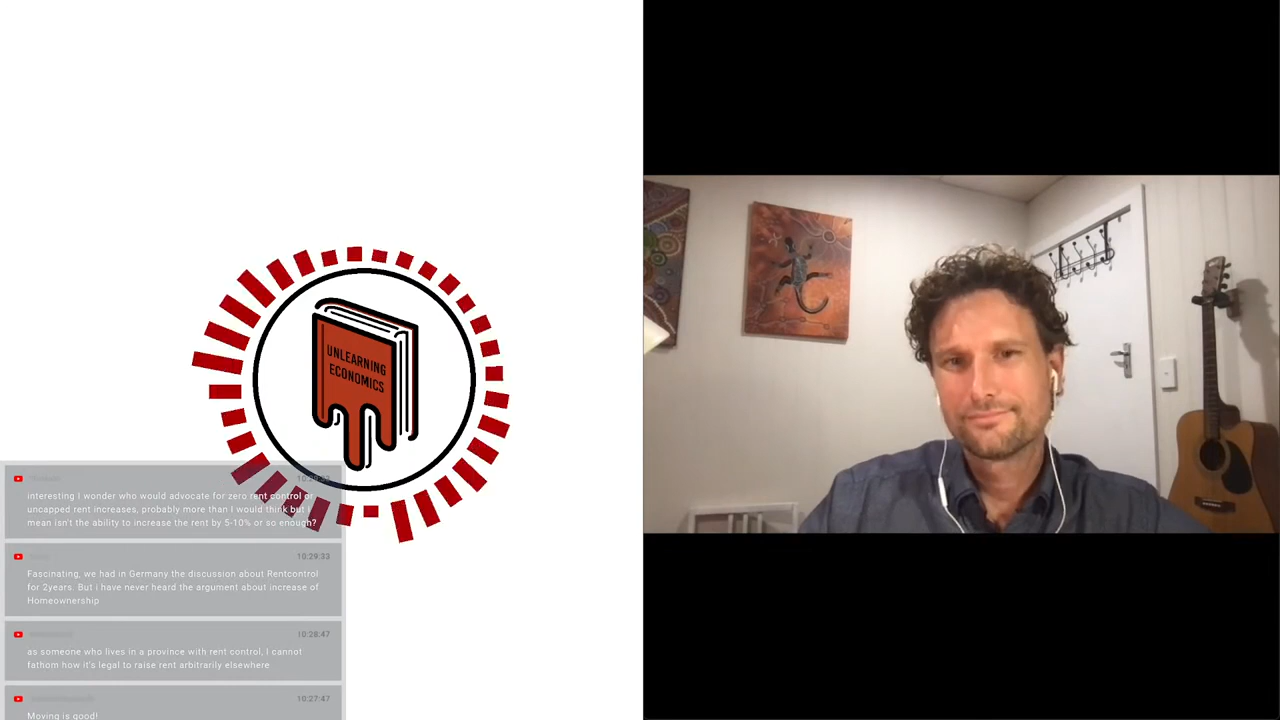 UNLEARNING
ECONOMICS
interesting I wonder who would advocate for zero rent control or
uncapped rent increases, probably more than I would think but I
mean isn't the ability to increase the rent by 5-10% or so enough?
10:29:33
Fascinating, we had in Germany the discussion about Rentcontrol
for 2years. But i have never heard the argument about increase of
Homeownership
10:28:47
as someone who lives in a province with rent control, I cannot
fathom how it's legal to raise rent arbitrarily elsewhere
10:27:47
Moving is good!